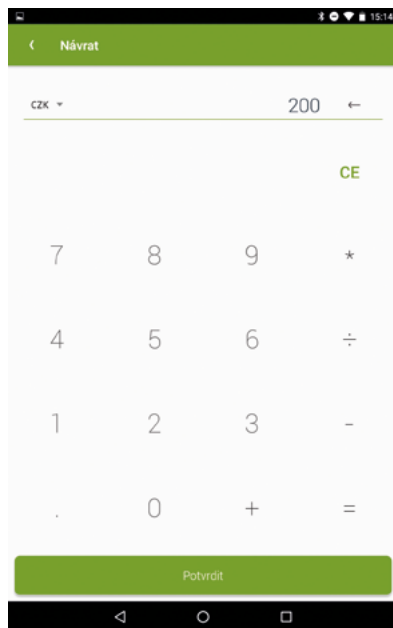 15:14
Návrat
CZK 200 ←
CE
7 8 9 *
4 5 6 ÷
1 2 3 -
. 0 + =
Potvrdit